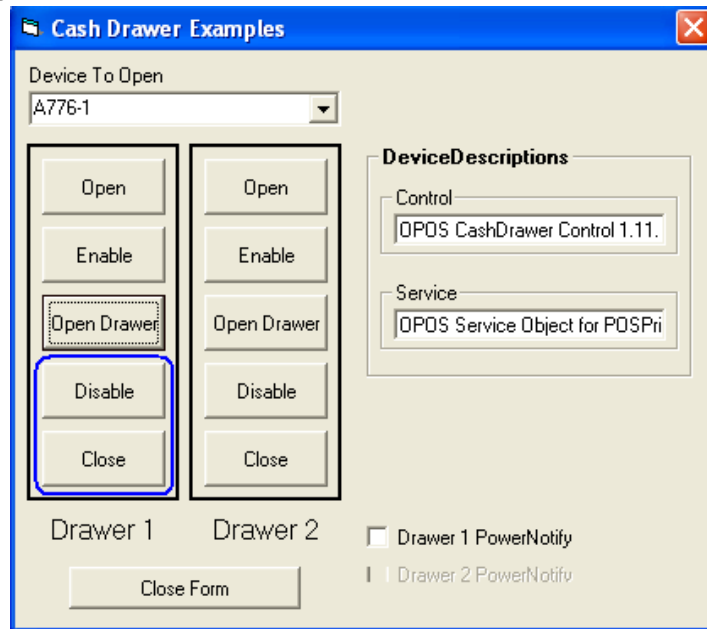 Cash Drawer Examples
Device To Open
A776-1
Open
Enable
Open Drawer
Disable
Close
Drawer 1
Open
Enable
Open Drawer
Disable
Close
Drawer 2
Close Form
DeviceDescriptions
Control
OPOS CashDrawer Control 1.11.
Service
OPOS Service Object for POSPri
Drawer 1 PowerNotify
Drawer 2 PowerNotify